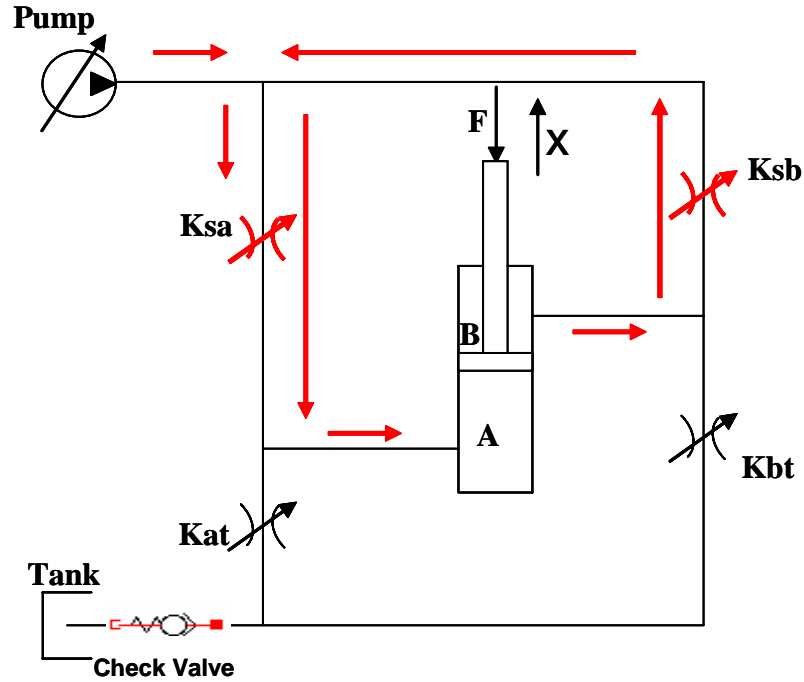 Pump
F
X
Ksb
Ksa
B
A
Kbt
Kat
Tank
Check Valve